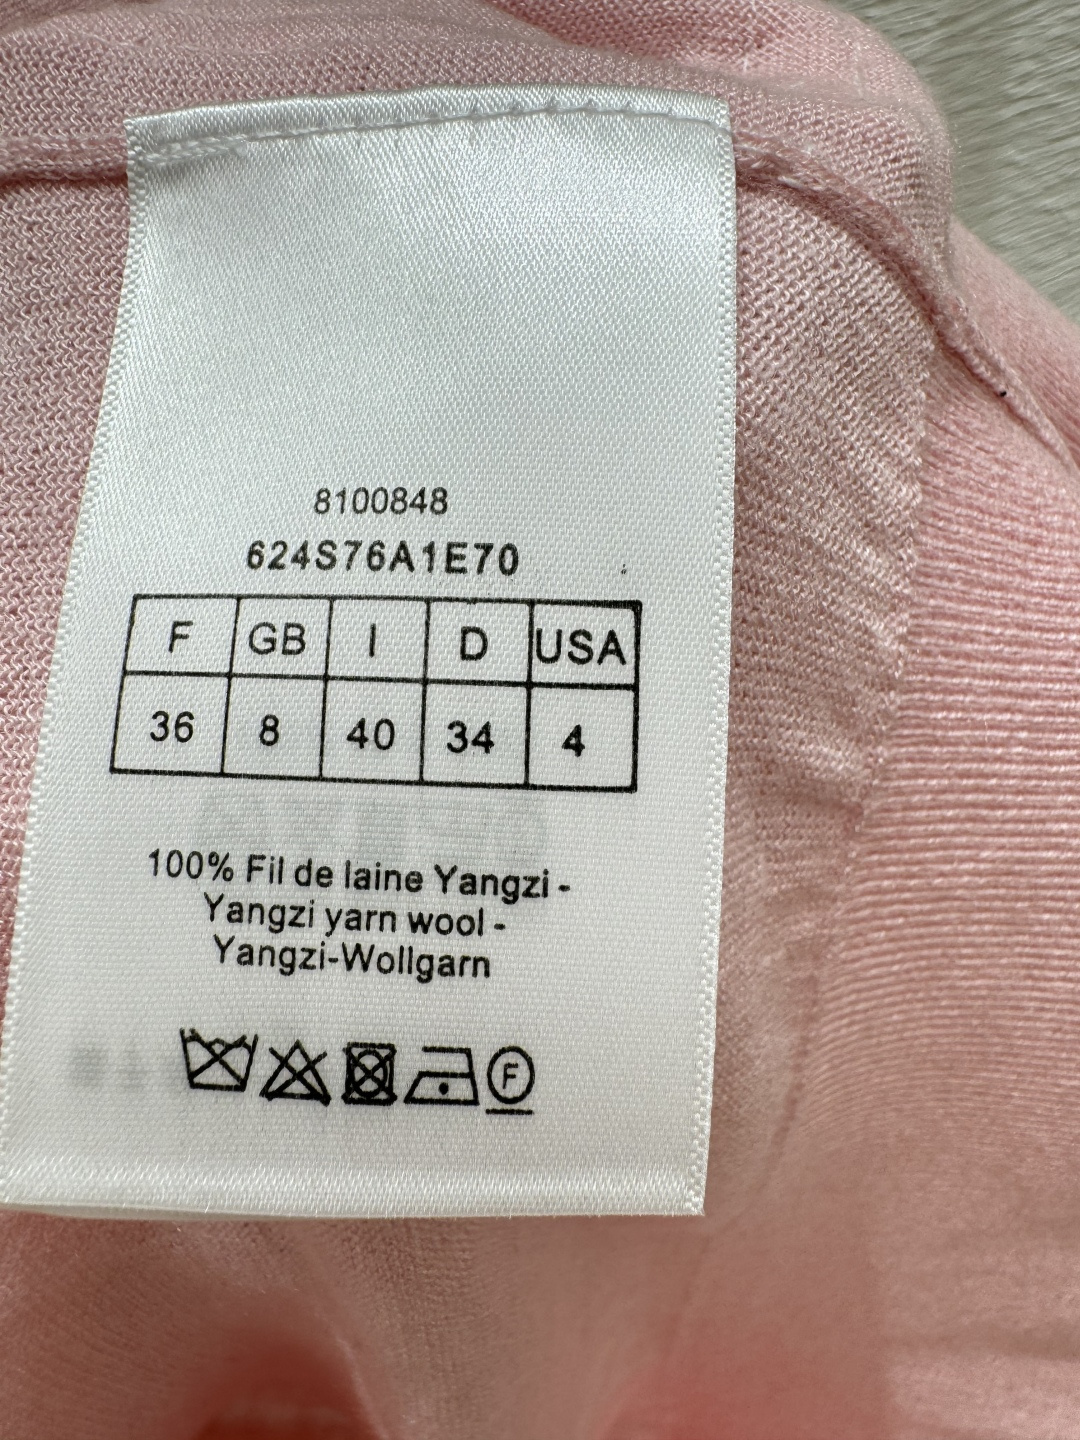 8100848
624S76A1E70
F GB I D USA
36 8 40 34 4
100% Fil de laine Yangzi -
Yangzi yarn wool -
Yangzi-Wollgarn
F